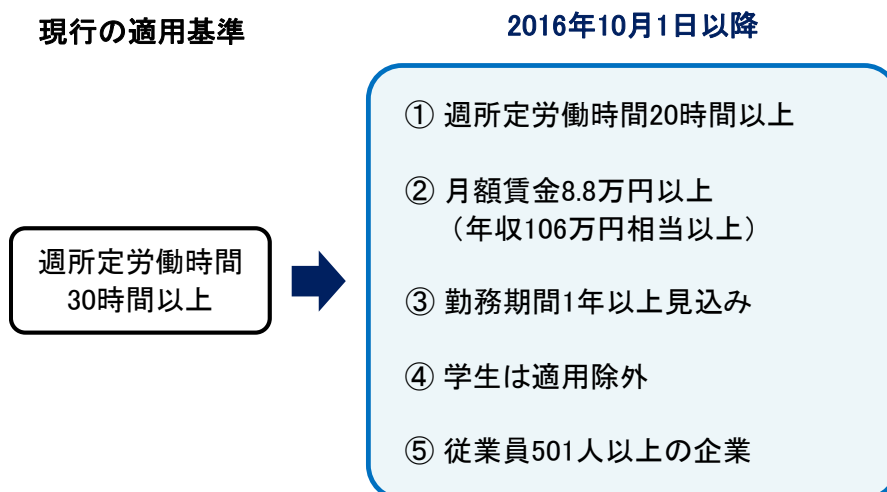 現行の適用基準
2016年10月1日以降
週所定労働時間
30時間以上
① 週所定労働時間20時間以上
② 月額賃金8.8万円以上
（年収106万円相当以上）
③ 勤務期間1年以上見込み
④ 学生は適用除外
⑤ 従業員501人以上の企業